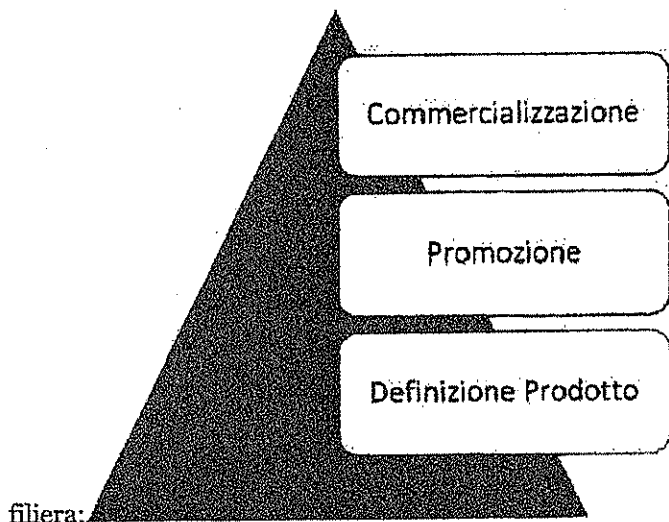 Commercializzazione
Promozione
Definizione Prodotto
filiera: